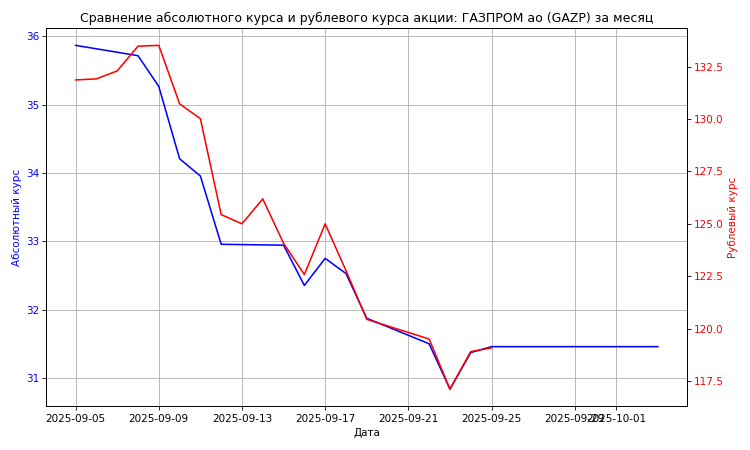 Сравнение абсолютного курса и рублевого курса акции: ГАЗПРОМ ао (GAZP) за месяц
36
35
34
33
32
31
Абсолютный курс
132.5
130.0
127.5
125.0
122.5
120.0
117.5
Рублевый курс
2025-09-05 2025-09-09 2025-09-13 2025-09-17 2025-09-21 2025-09-25 2025-09-29 2025-10-01
Дата